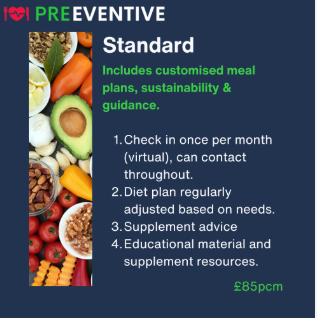 PREEVENTIVE
Standard
Includes customised meal
plans, sustainability &
guidance.
1. Check in once per month
(virtual), can contact
throughout.
2. Diet plan regularly
adjusted based on needs.
3. Supplement advice
4. Educational material and
supplement resources.
£85pcm